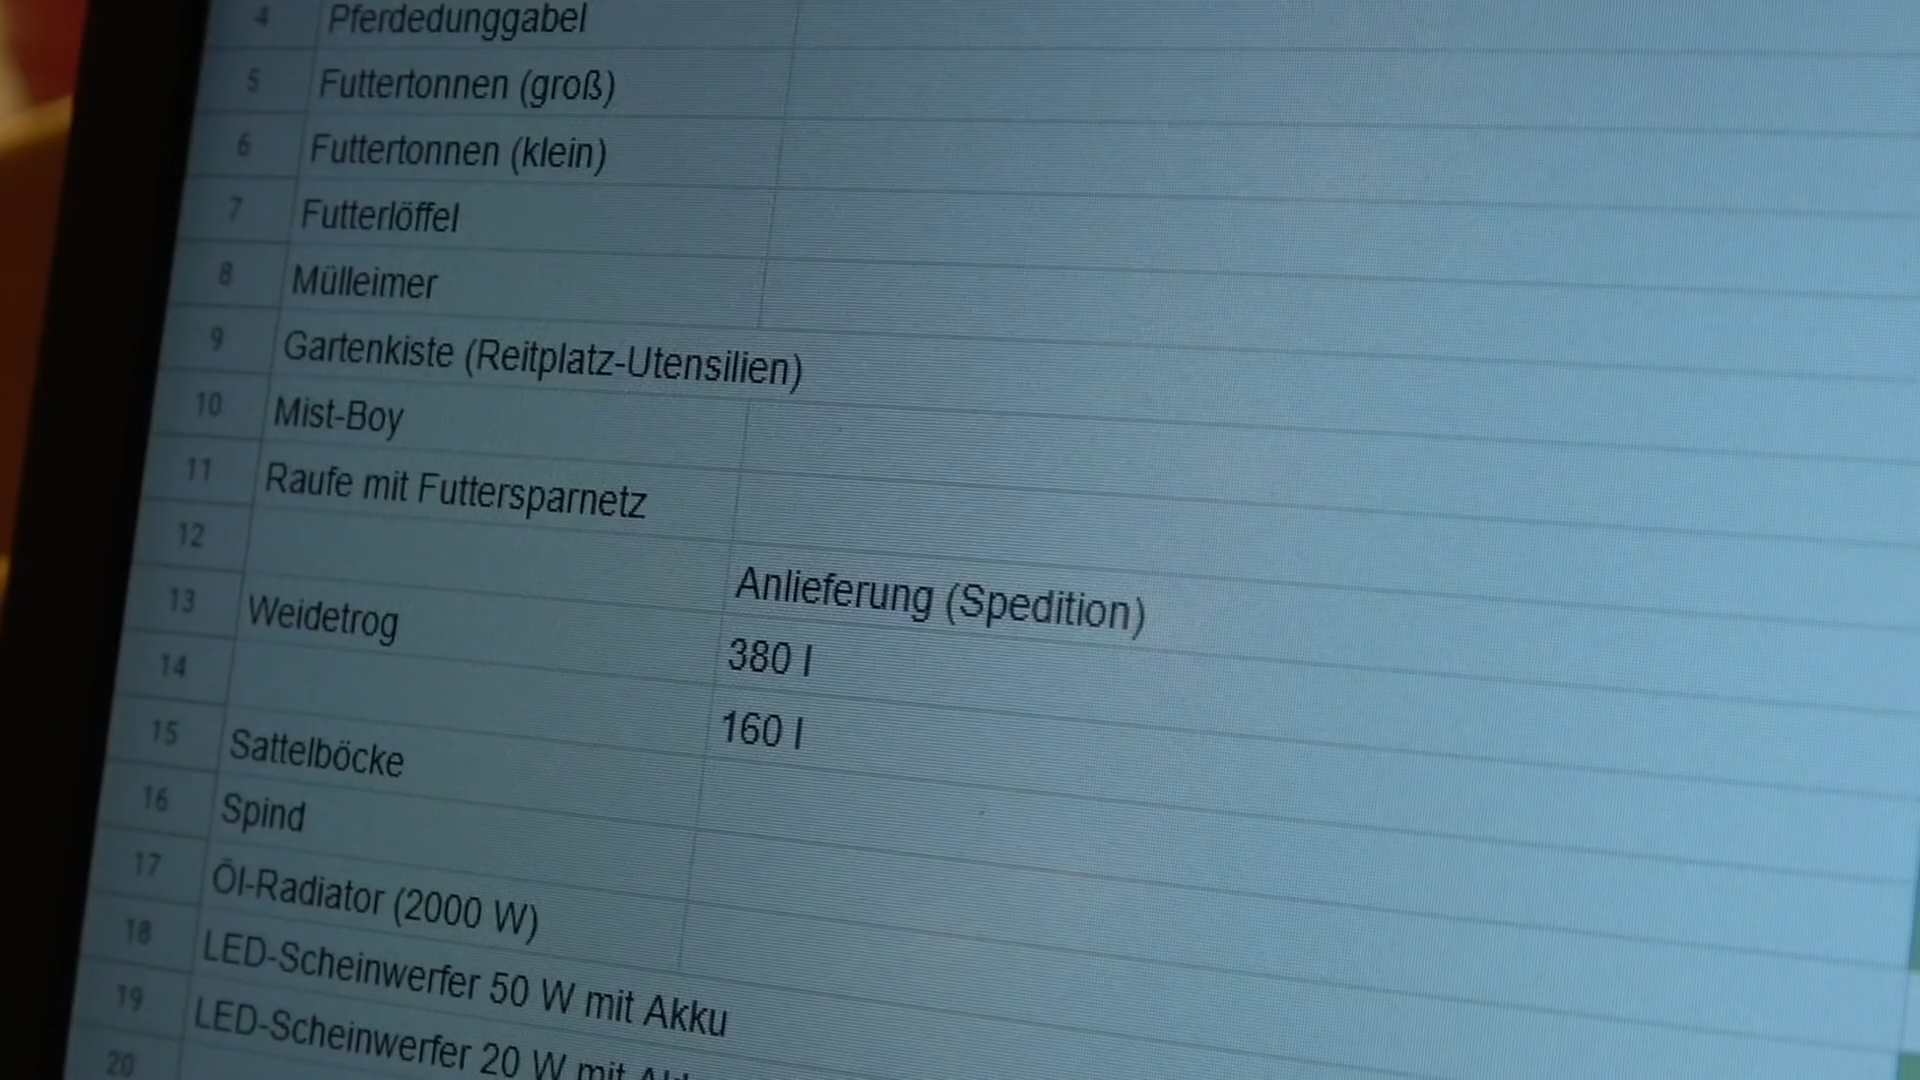 4 Pferdedunggabel
5 Futtertonnen (groß)
6 Futtertonnen (klein)
7 Futterlöffel
8 Mülleimer
9 Gartenkiste (Reitplatz-Utensilien)
10 Mist-Boy
11 Raufe mit Futtersparnetz
12 Anlieferung (Spedition)
13 Weidetrog 380 l
14 160 l
15 Sattelböcke
16 Spind
17 Öl-Radiator (2000 W)
18 LED-Scheinwerfer 50 W mit Akku
19 LED-Scheinwerfer 20 W mit
20